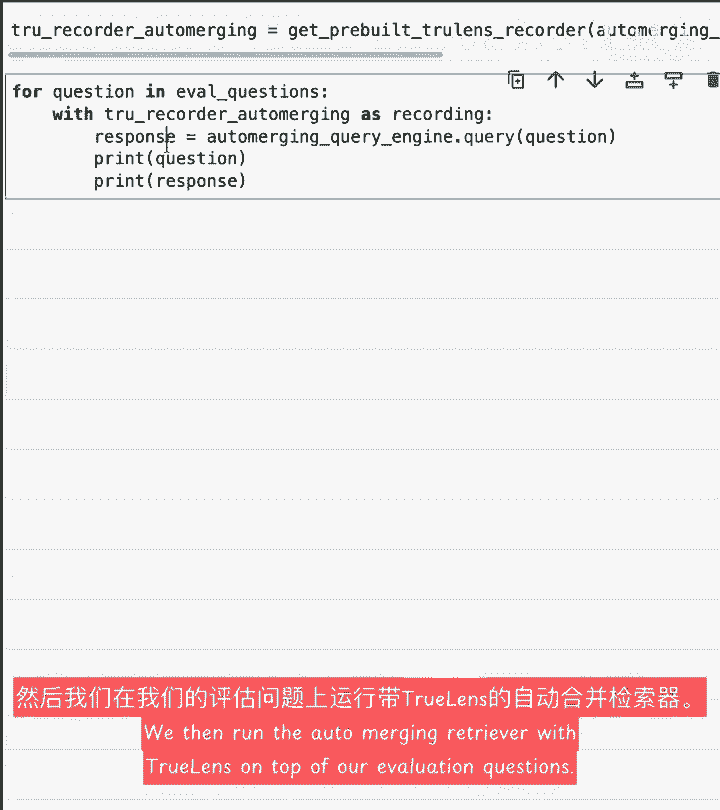 tru_recorder_automerging = get_prebuilt_trulens_recorder(automerging_
for question in eval_questions:
    with tru_recorder_automerging as recording:
        response = automerging_query_engine.query(question)
        print(question)
        print(response)
然后我们在我们的评估问题上运行带TrueLens的自动合并检索器。
We then run the auto merging retriever with
TrueLens on top of our evaluation questions.